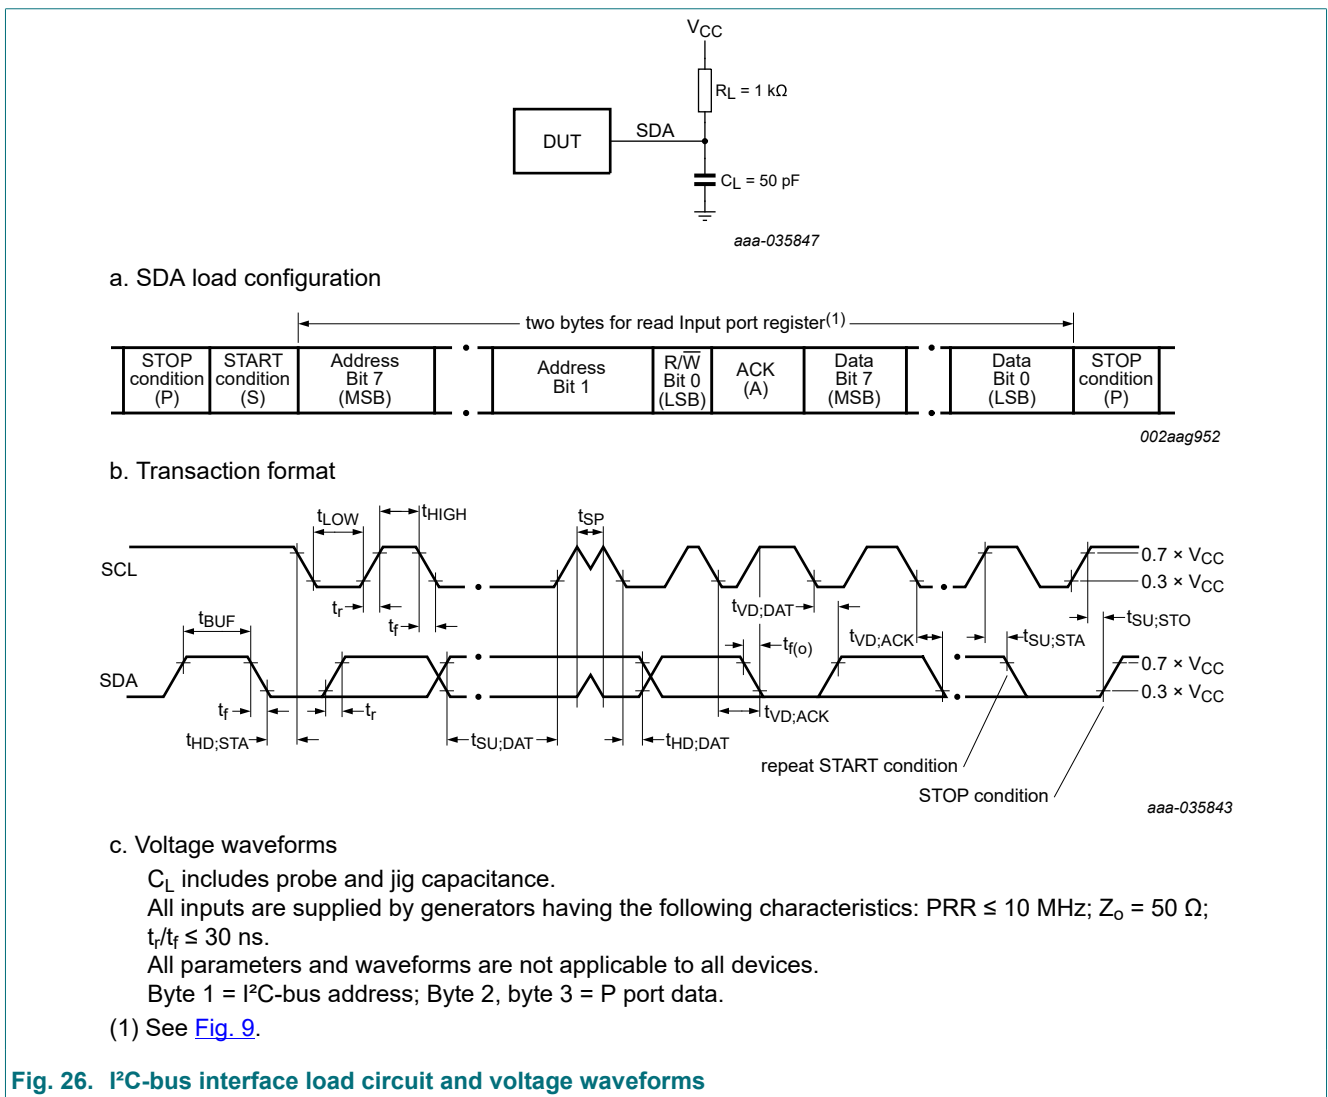 VCC
RL = 1 kΩ
DUT
SDA
CL = 50 pF
aaa-035847
a. SDA load configuration
two bytes for read Input port register(1)
STOP condition (P)
START condition (S)
Address Bit 7 (MSB)
Address Bit 1
R/W̅ Bit 0 (LSB)
ACK (A)
Data Bit 7 (MSB)
Data Bit 0 (LSB)
STOP condition (P)
002aag952
b. Transaction format
tLOW
tHIGH
tSP
SCL
0.7 × VCC
0.3 × VCC
tr
tf
tBUF
tVD;DAT
tf(o)
tVD;ACK
tSU;STA
tSU;STO
SDA
0.7 × VCC
0.3 × VCC
tf
tr
tHD;STA
tSU;DAT
tHD;DAT
tVD;ACK
repeat START condition
STOP condition
aaa-035843
c. Voltage waveforms
CL includes probe and jig capacitance.
All inputs are supplied by generators having the following characteristics: PRR ≤ 10 MHz; Zo = 50 Ω;
tr/tf ≤ 30 ns.
All parameters and waveforms are not applicable to all devices.
Byte 1 = I²C-bus address; Byte 2, byte 3 = P port data.
(1) See Fig. 9.
Fig. 26. I²C-bus interface load circuit and voltage waveforms